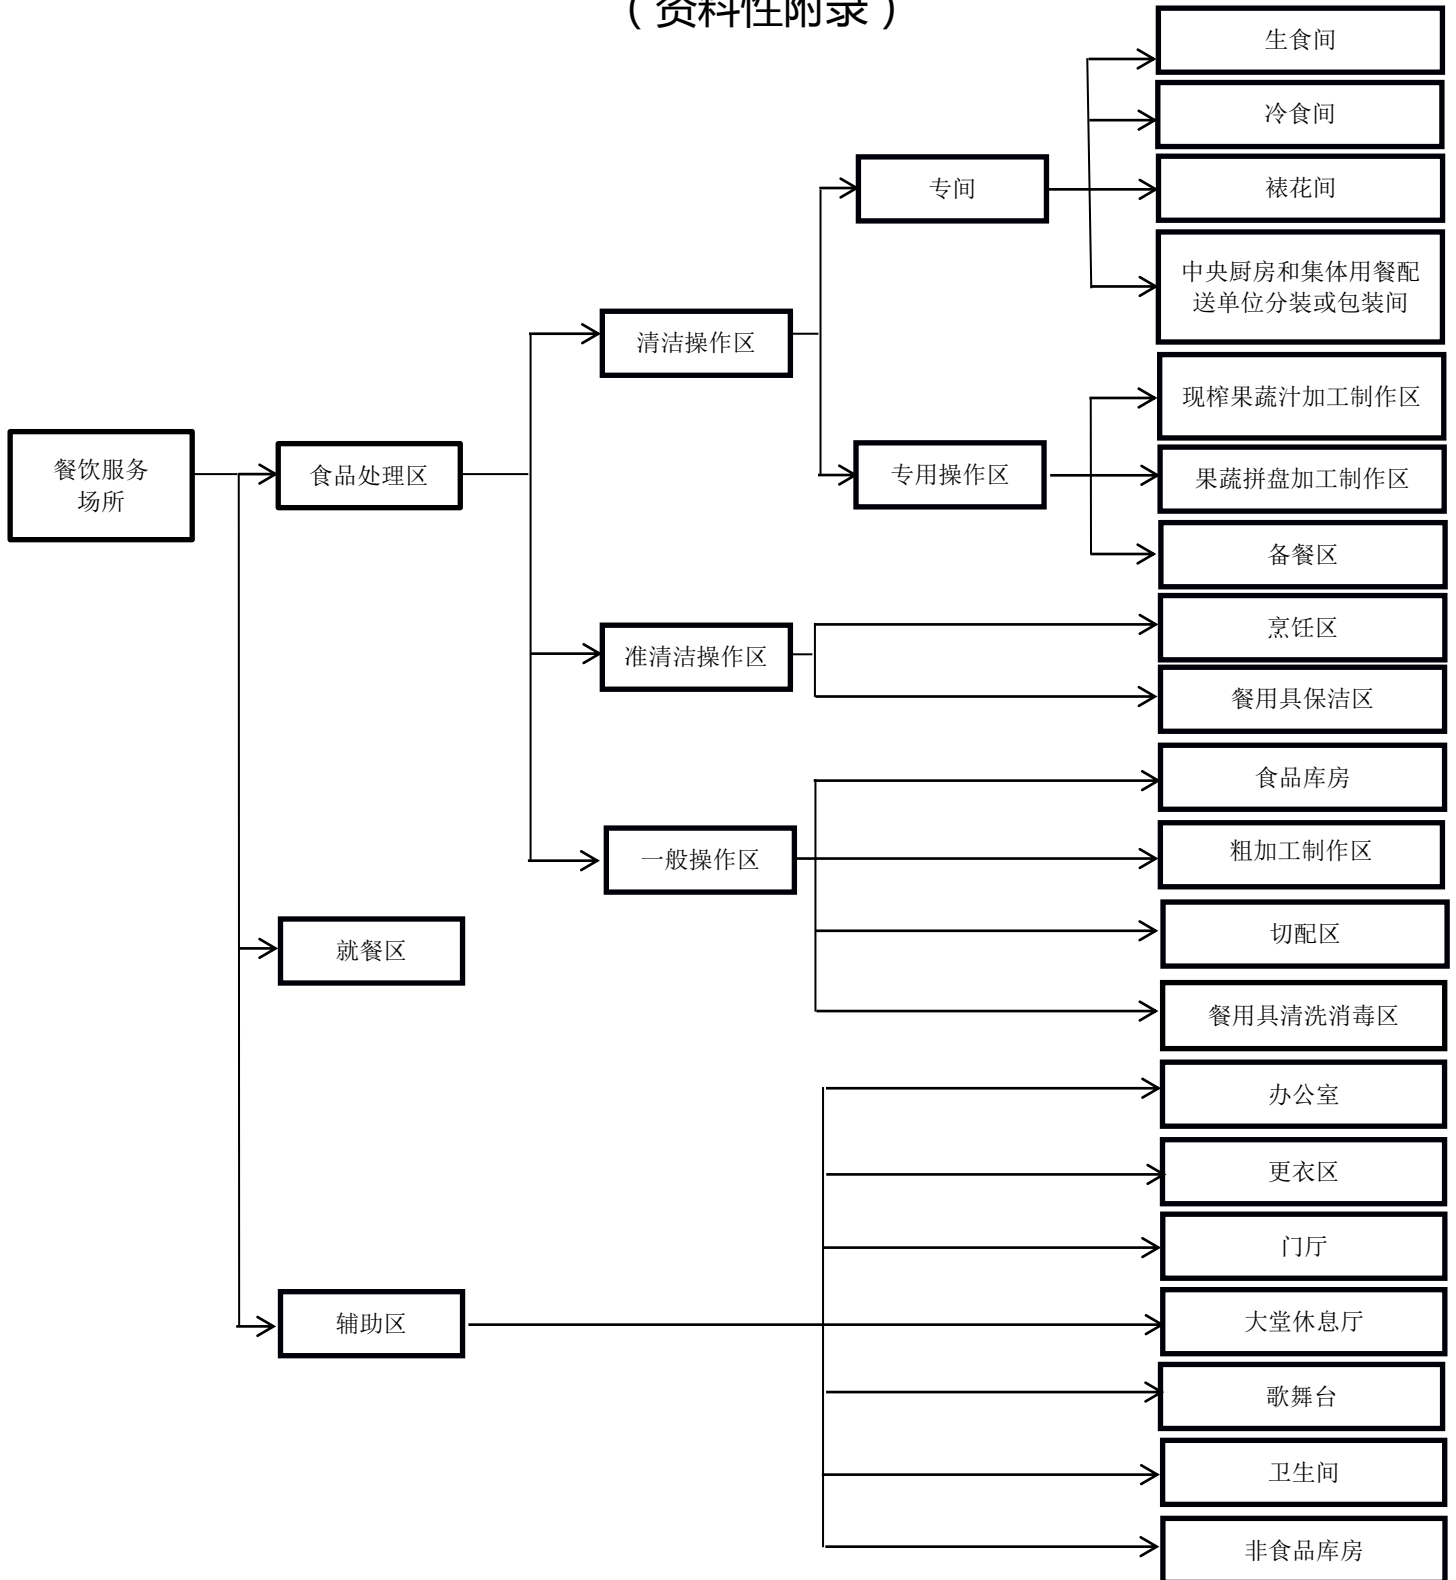 （资料性附录）
生食间
冷食间
专间
裱花间
中央厨房和集体用餐配
送单位分装或包装间
清洁操作区
现榨果蔬汁加工制作区
餐饮服务
场所
食品处理区
专用操作区
果蔬拼盘加工制作区
备餐区
烹饪区
准清洁操作区
餐用具保洁区
食品库房
一般操作区
粗加工制作区
切配区
就餐区
餐用具清洗消毒区
办公室
更衣区
门厅
辅助区
大堂休息厅
歌舞台
卫生间
非食品库房